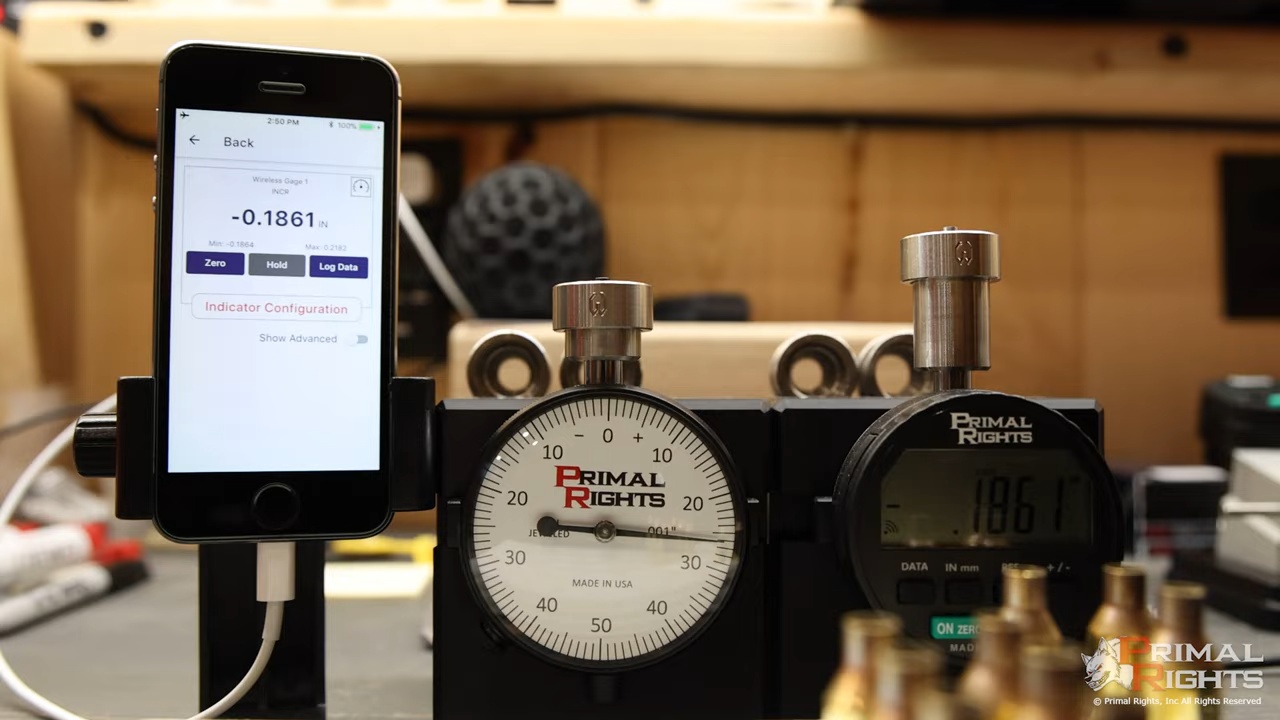 2:50 PM
100%
Back
Wireless Gage 1
INCR
-0.1861 IN
Min: -0.1864
Max: 0.2182
Zero
Hold
Log Data
Indicator Configuration
Show Advanced
- 0 +
10
10
PRIMAL
RIGHTS
20
20
JEWELED
.001"
30
30
MADE IN USA
40
40
50
PRIMAL
RIGHTS
- .1861
DATA
IN mm
+/-
ON ZERO
PRIMAL
RIGHTS
© Primal Rights, Inc All Rights Reserved